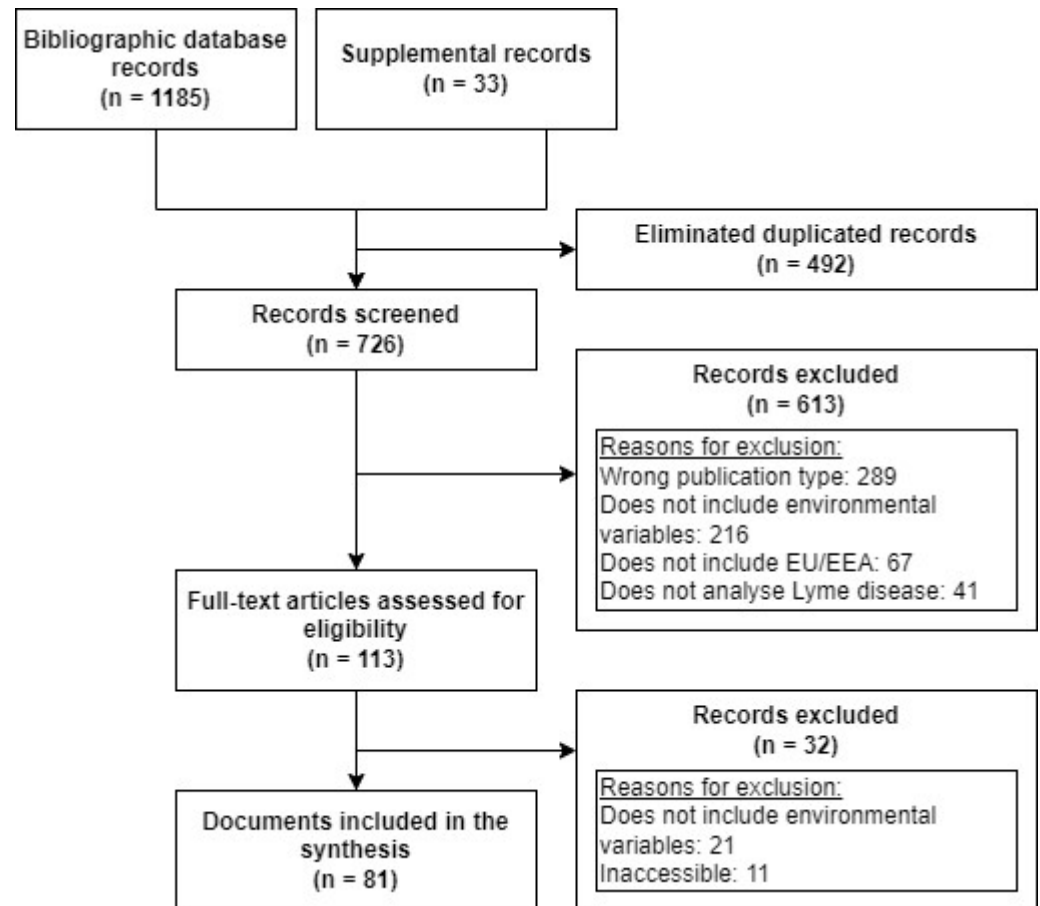 Bibliographic database
records
(n = 1185)
Supplemental records
(n = 33)
Eliminated duplicated records
(n = 492)
Records screened
(n = 726)
Records excluded
(n = 613)
Reasons for exclusion:
Wrong publication type: 289
Does not include environmental
variables: 216
Does not include EU/EEA: 67
Does not analyse Lyme disease: 41
Full-text articles assessed for
eligibility
(n = 113)
Records excluded
(n = 32)
Reasons for exclusion:
Does not include environmental
variables: 21
Inaccessible: 11
Documents included in the
synthesis
(n = 81)